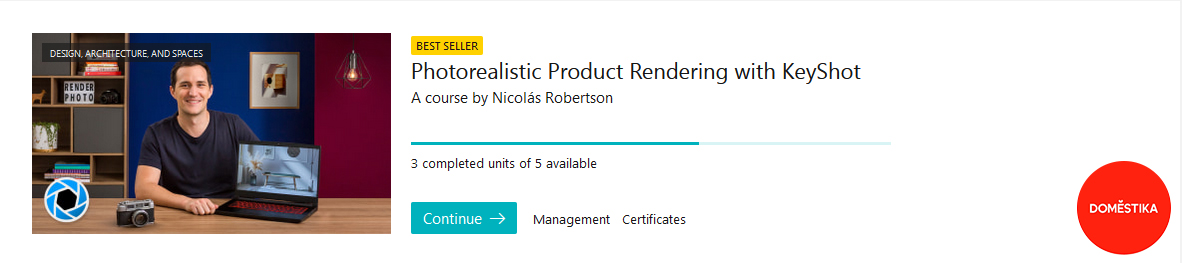 DESIGN, ARCHITECTURE, AND SPACES
RENDER
PHOTO
BEST SELLER
Photorealistic Product Rendering with KeyShot
A course by Nicolás Robertson
3 completed units of 5 available
Continue →
Management
Certificates
DOMĚSTIKA